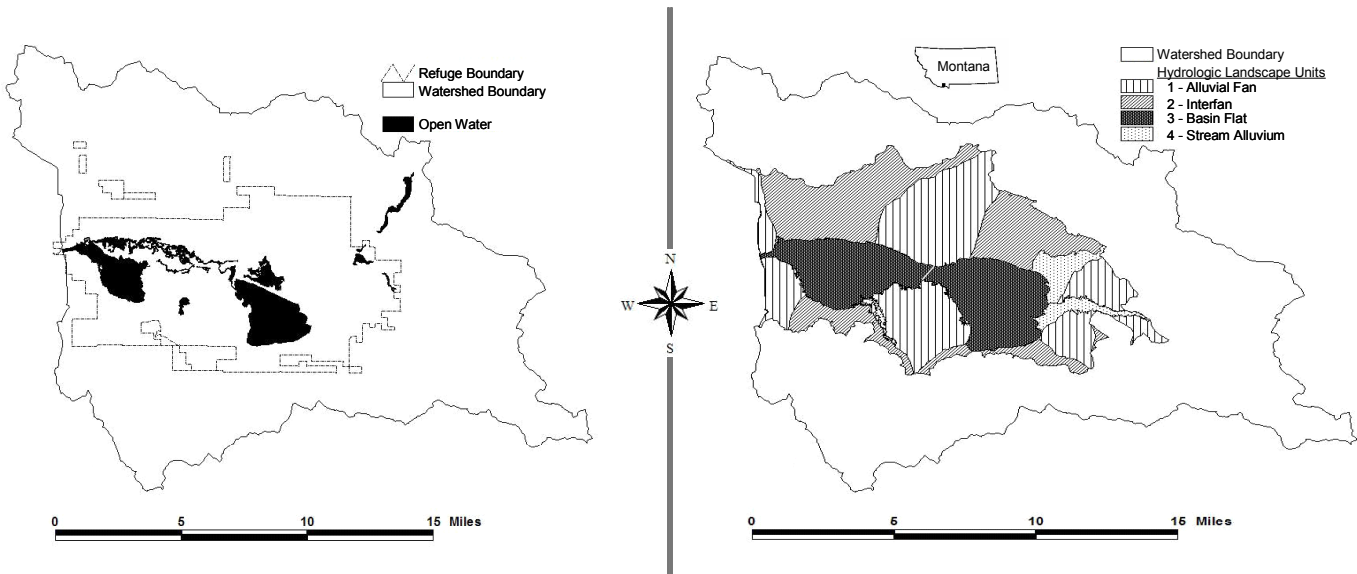 Refuge Boundary
Watershed Boundary
Open Water
0 5 10 15 Miles
N
W E
S
Montana
Watershed Boundary
Hydrologic Landscape Units
1 - Alluvial Fan
2 - Interfan
3 - Basin Flat
4 - Stream Alluvium
0 5 10 15 Miles